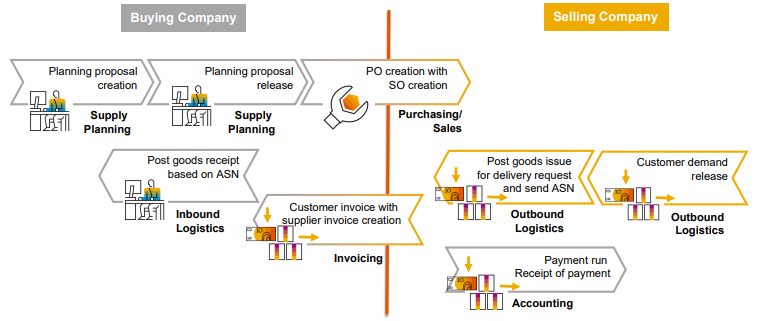 Buying Company
Selling Company
Planning proposal
creation
Supply
Planning
Planning proposal
release
Supply
Planning
PO creation with
SO creation
Purchasing/
Sales
Post goods receipt
based on ASN
Inbound
Logistics
Customer invoice with
supplier invoice creation
Invoicing
Post goods issue
for delivery request
and send ASN
Outbound
Logistics
Customer demand
release
Outbound
Logistics
Payment run
Receipt of payment
Accounting